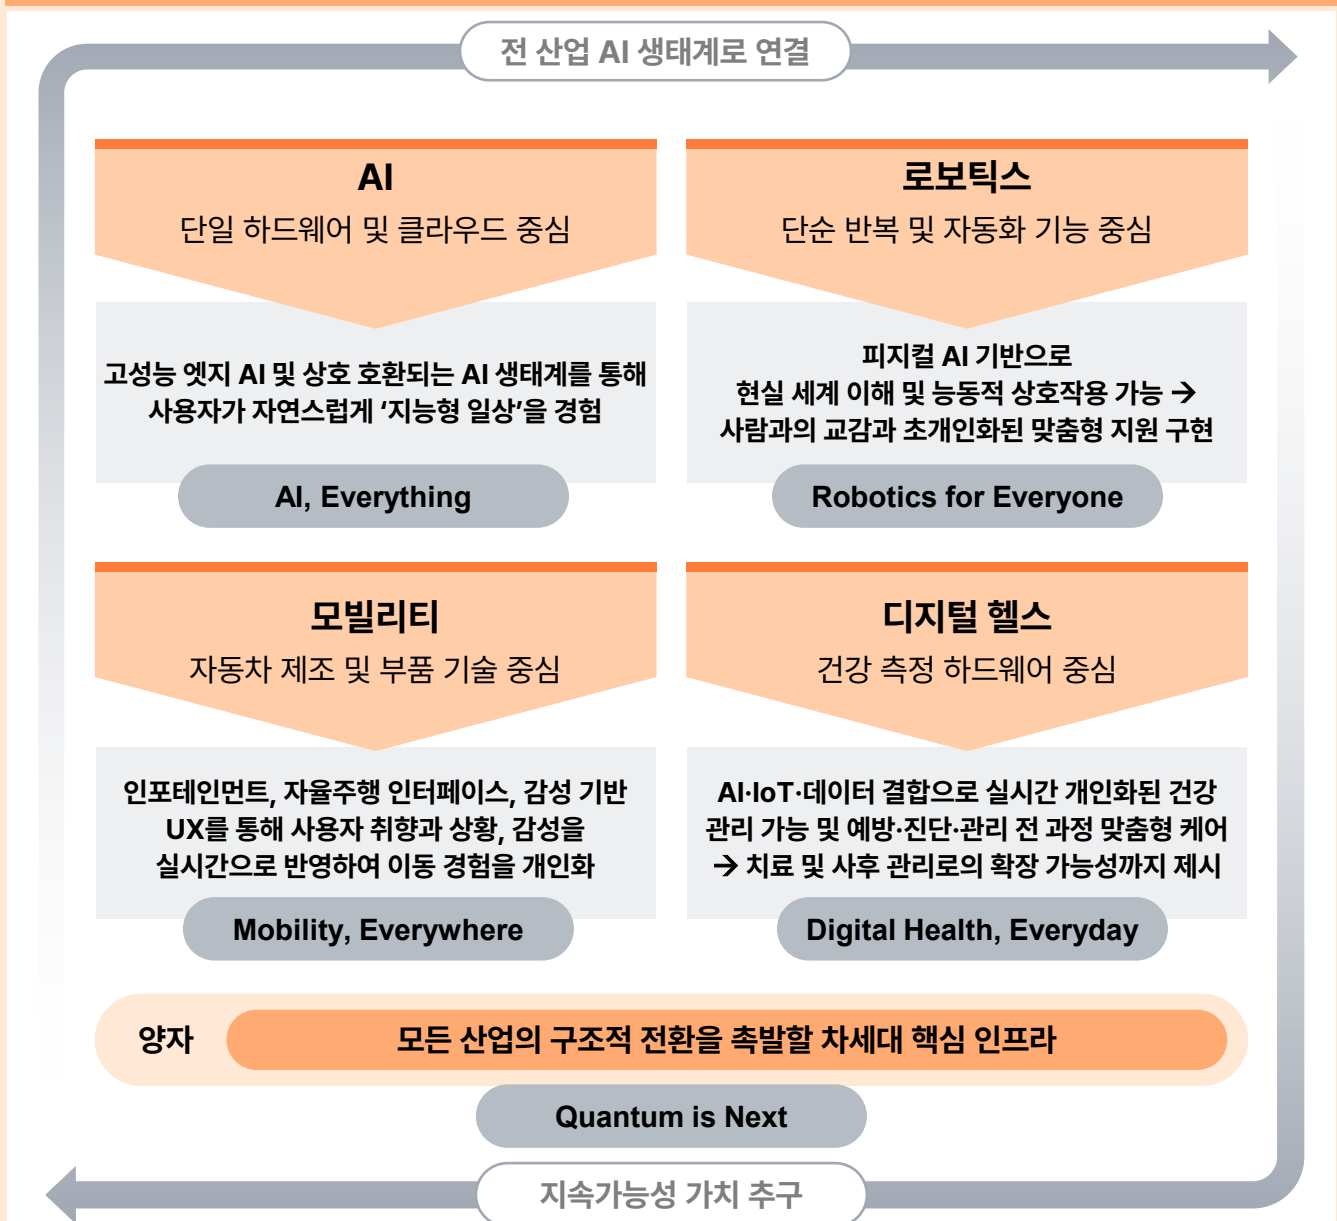 전 산업 AI 생태계로 연결
AI
단일 하드웨어 및 클라우드 중심
고성능 엣지 AI 및 상호 호환되는 AI 생태계를 통해
사용자가 자연스럽게 ‘지능형 일상’을 경험
AI, Everything
로보틱스
단순 반복 및 자동화 기능 중심
피지컬 AI 기반으로
현실 세계 이해 및 능동적 상호작용 가능 →
사람과의 교감과 초개인화된 맞춤형 지원 구현
Robotics for Everyone
모빌리티
자동차 제조 및 부품 기술 중심
인포테인먼트, 자율주행 인터페이스, 감성 기반
UX를 통해 사용자 취향과 상황, 감성을
실시간으로 반영하여 이동 경험을 개인화
Mobility, Everywhere
디지털 헬스
건강 측정 하드웨어 중심
AI·IoT·데이터 결합으로 실시간 개인화된 건강
관리 가능 및 예방·진단·관리 전 과정 맞춤형 케어
→ 치료 및 사후 관리로의 확장 가능성까지 제시
Digital Health, Everyday
양자
모든 산업의 구조적 전환을 촉발할 차세대 핵심 인프라
Quantum is Next
지속가능성 가치 추구